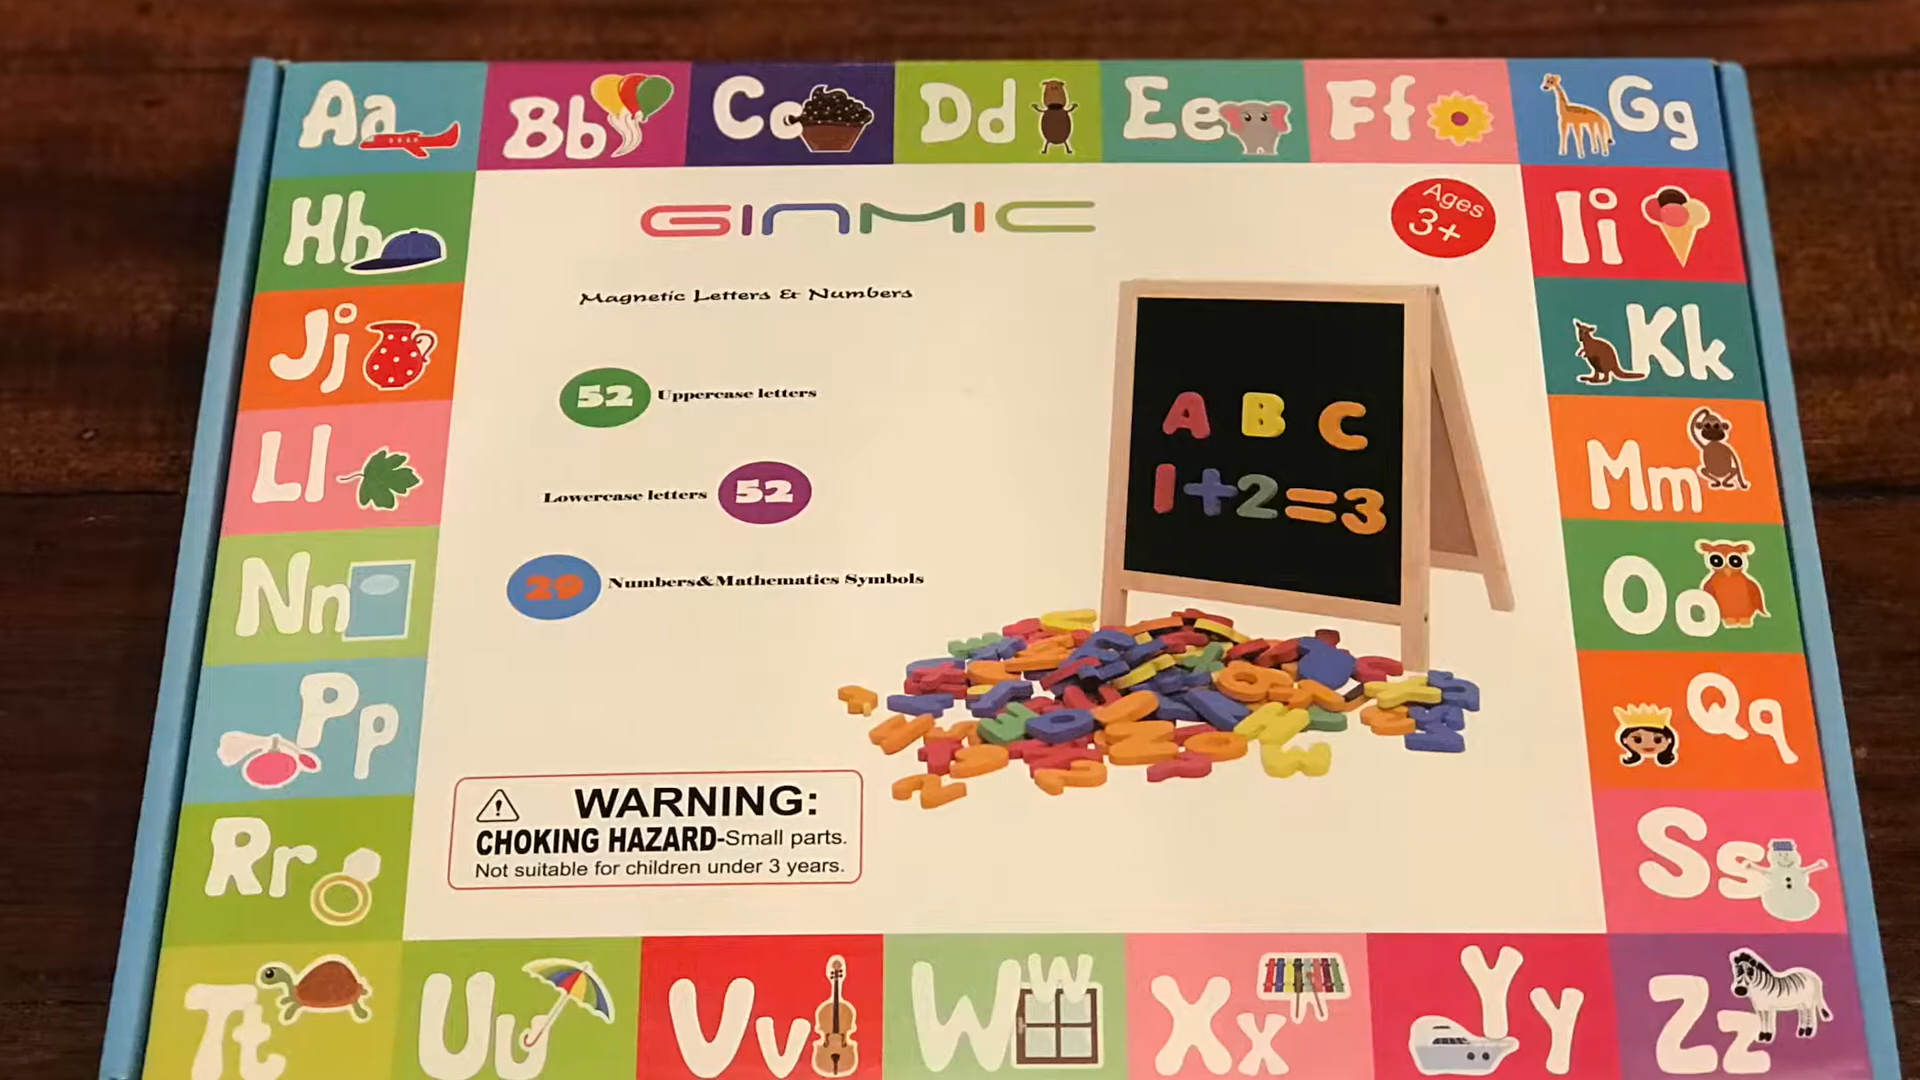 Aa Bb Cc Dd Ee Ff Gg
Hh
Ii
Jj
Kk
Ll
Mm
Nn
Oo
Pp
Qq
Rr
Ss
Tt Uu Vv Ww Xx Yy Zz
GINMIC
Ages
3+
Magnetic Letters & Numbers
52 Uppercase letters
Lowercase letters 52
29 Numbers&Mathematics Symbols
A B C
1+2=3
WARNING:
CHOKING HAZARD-Small parts.
Not suitable for children under 3 years.